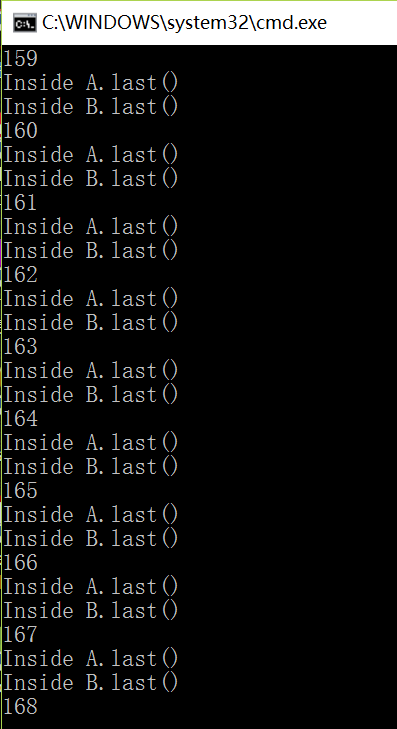 C:\WINDOWS\system32\cmd.exe
159
Inside A.last()
Inside B.last()
160
Inside A.last()
Inside B.last()
161
Inside A.last()
Inside B.last()
162
Inside A.last()
Inside B.last()
163
Inside A.last()
Inside B.last()
164
Inside A.last()
Inside B.last()
165
Inside A.last()
Inside B.last()
166
Inside A.last()
Inside B.last()
167
Inside A.last()
Inside B.last()
168